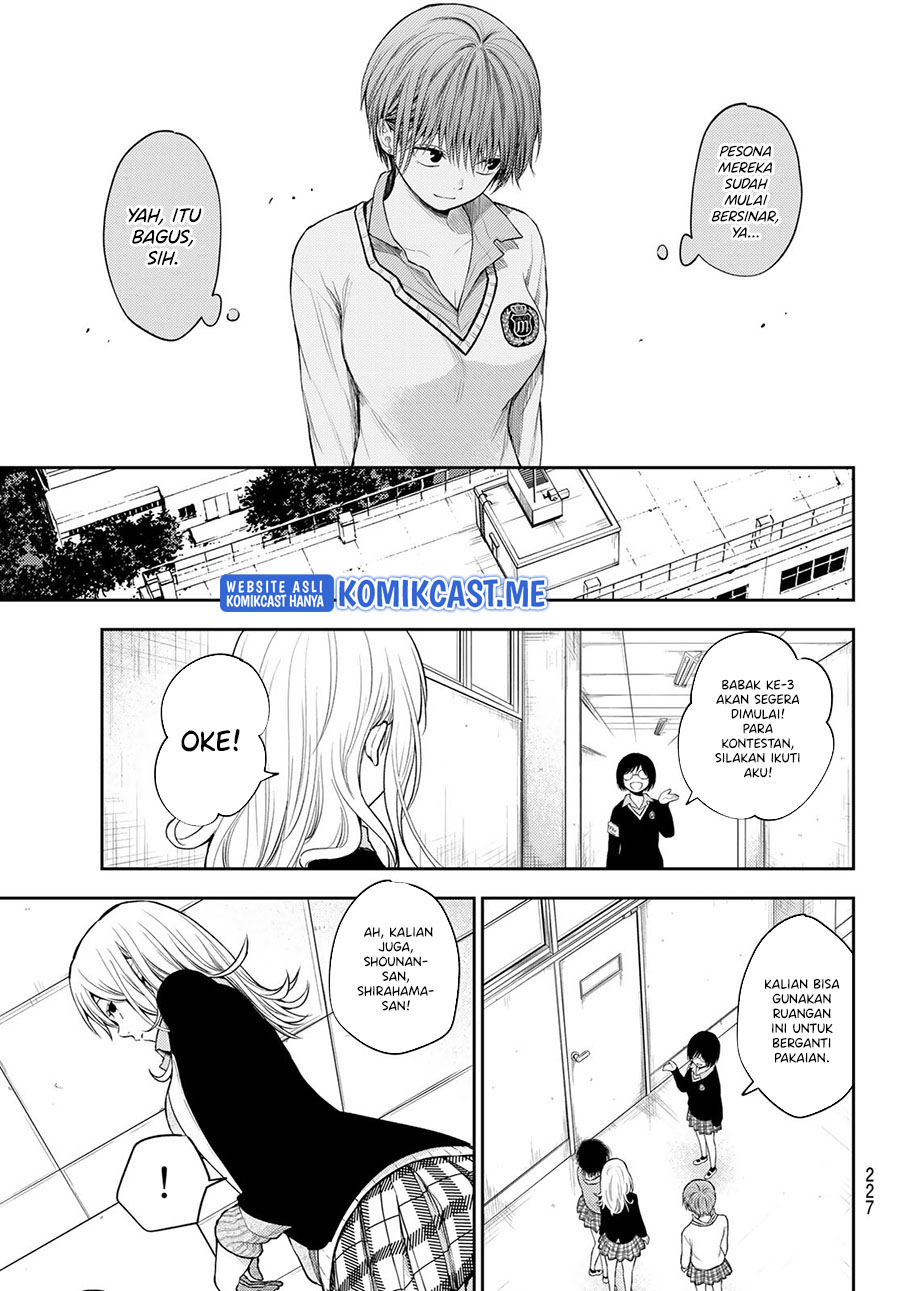 PESONA
MEREKA
SUDAH
MULAI
BERSINAR,
YA...
YAH, ITU
BAGUS,
SIH.
WEBSITE ASLI
KOMIKCAST HANYA
KOMIKCAST.ME
BABAK KE-3
AKAN SEGERA
DIMULAI!
PARA
KONTESTAN,
SILAKAN IKUTI
AKU!
OKE!
KALIAN BISA
GUNAKAN
RUANGAN
INI UNTUK
BERGANTI
PAKAIAN.
AH, KALIAN
JUGA,
SHOUNAN-
SAN,
SHIRAHAMA-
SAN!
!
227